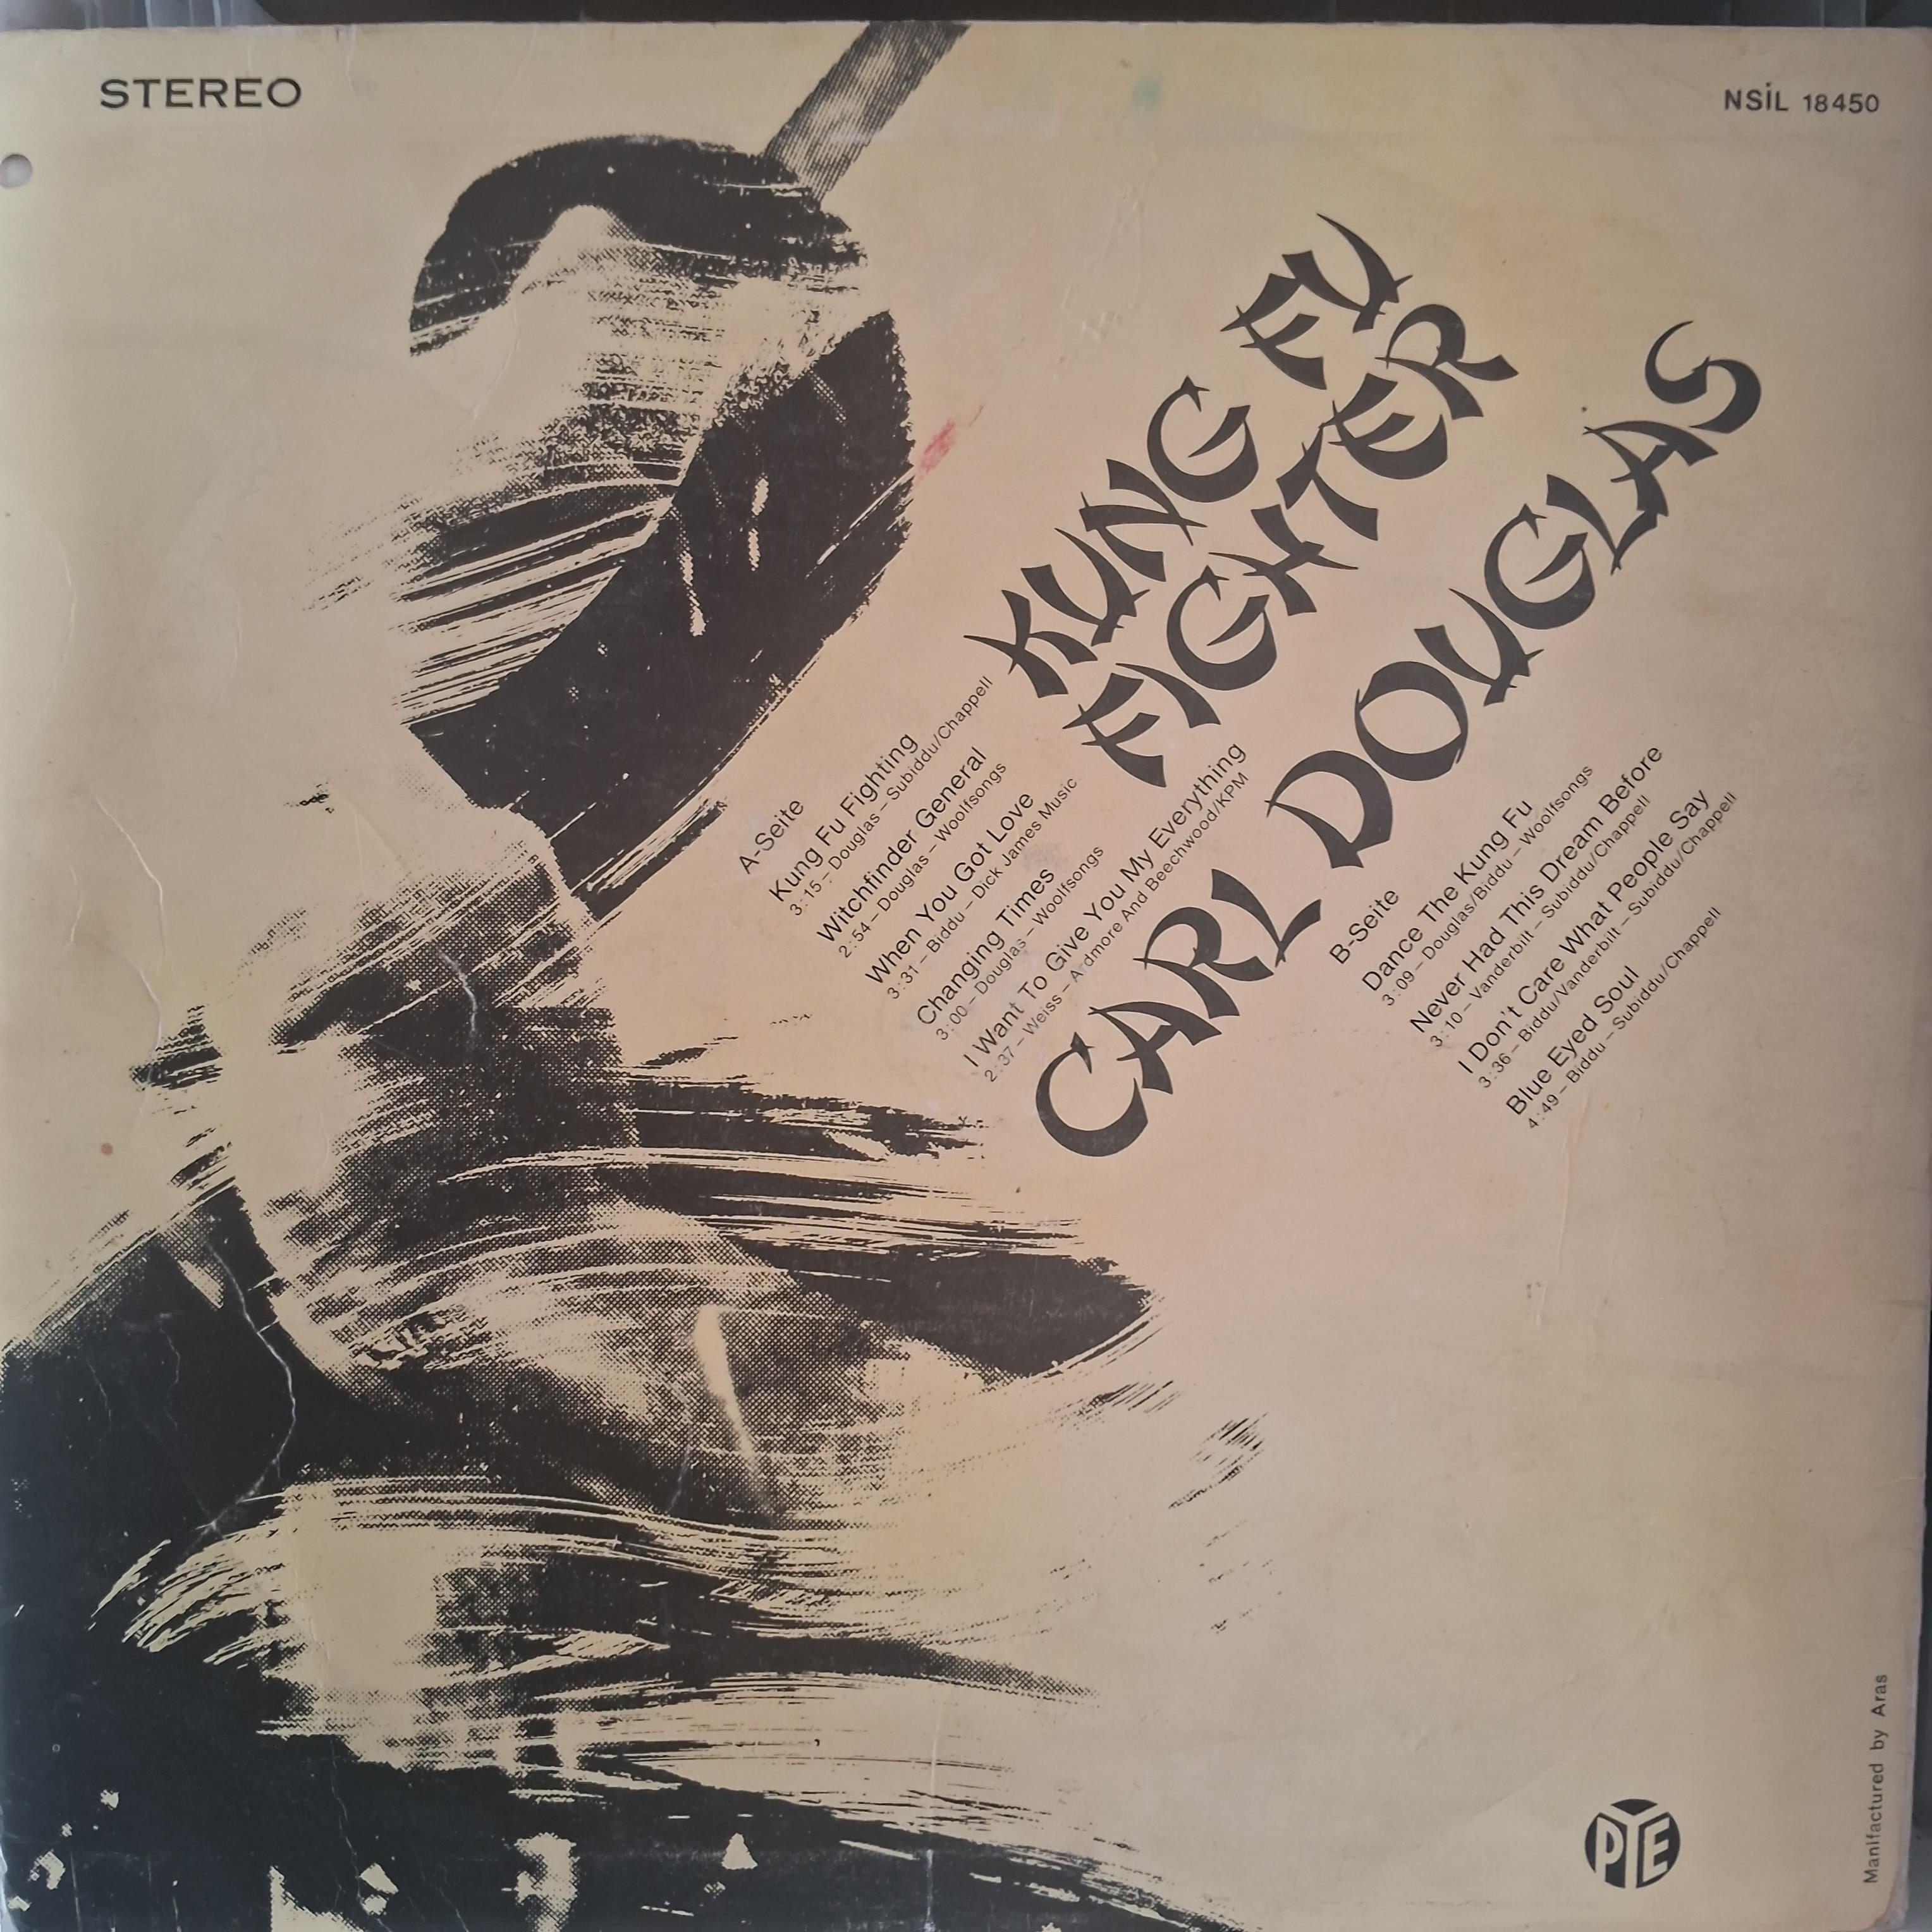 STEREO
NSİL 18450
KUNG FU
FIGHTER
CARL DOUGLAS
A-Seite
Kung Fu Fighting
3:15 – Douglas – Subiddu/Chappell
Witchfinder General
2:54 – Douglas – Woolfsongs
When You Got Love
3:31 – Biddu – Dick James Music
Changing Times
3:00 – Douglas – Woolfsongs
I Want To Give You My Everything
2:37 – Weiss – Ardmore And Beechwood/KPM
B-Seite
Dance The Kung Fu
3:09 – Douglas/Biddu – Woolfsongs
Never Had This Dream Before
3:10 – Vanderbilt – Subiddu/Chappell
I Don't Care What People Say
3:36 – Biddu/Vanderbilt – Subiddu/Chappell
Blue Eyed Soul
4:49 – Biddu – Subiddu/Chappell
PYE
Manifactured by Aras